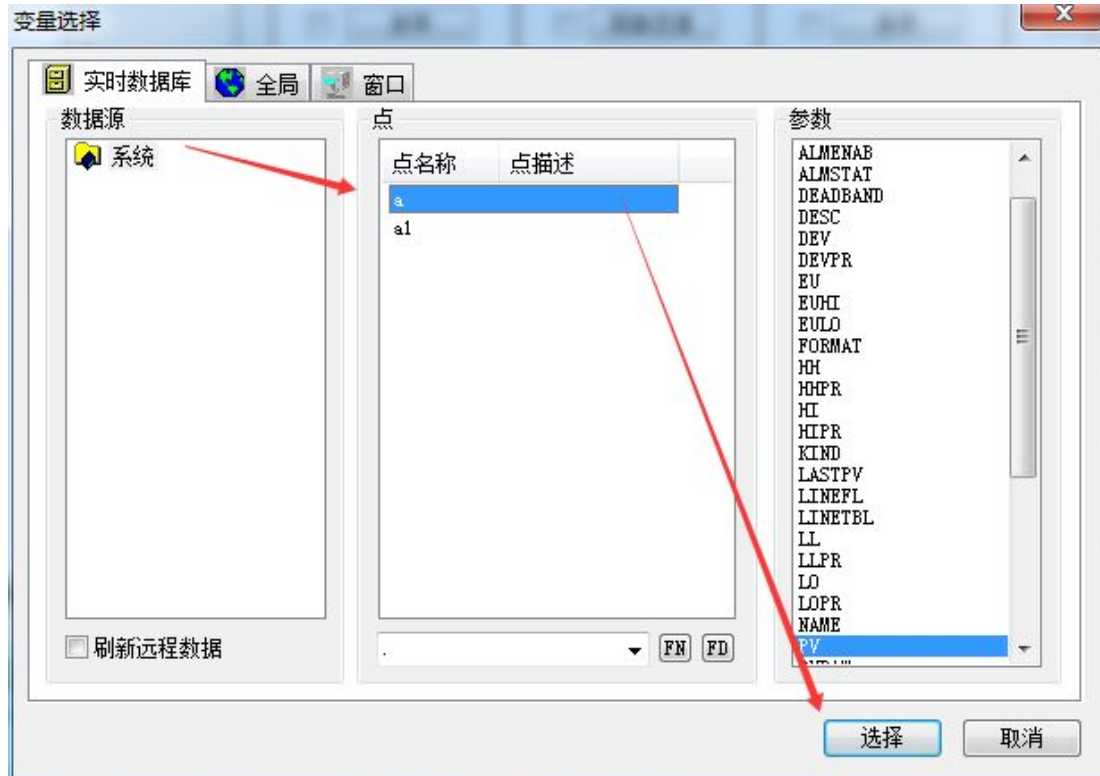 变量选择
实时数据库 全局 窗口
数据源
系统
刷新远程数据
点
点名称 点描述
a
a1
.
FN FD
参数
ALMENAB
ALMSTAT
DEADBAND
DESC
DEV
DEVPR
EU
EUHI
EULO
FORMAT
HH
HHPR
HI
HIPR
KIND
LASTPV
LINEFL
LINETBL
LL
LLPR
LO
LOPR
NAME
PV
选择 取消